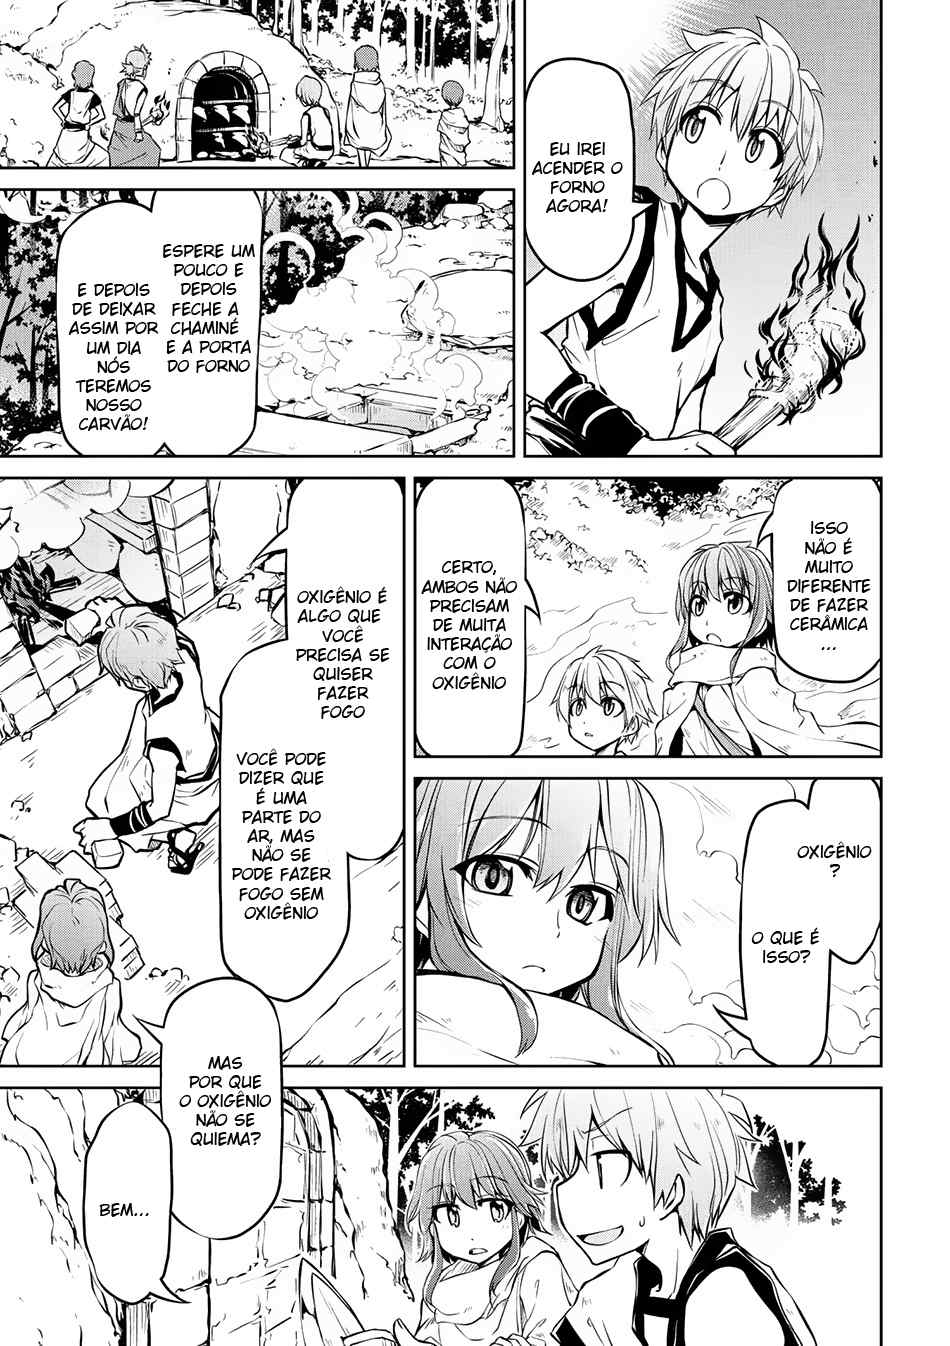 EU IREI
ACENDER O
FORNO
AGORA!
ESPERE UM
POUCO E
DEPOIS
FECHE A
CHAMINÉ
E A PORTA
DO FORNO
E DEPOIS
DE DEIXAR
ASSIM POR
UM DIA
NÓS
TEREMOS
NOSSO
CARVÃO!
ISSO
NÃO É
MUITO
DIFERENTE
DE FAZER
CERÂMICA
...
CERTO,
AMBOS NÃO
PRECISAM
DE MUITA
INTERAÇÃO
COM O
OXIGÊNIO
OXIGÊNIO
?
O QUE É
ISSO?
OXIGÊNIO É
ALGO QUE
VOCÊ
PRECISA SE
QUISER
FAZER
FOGO
VOCÊ PODE
DIZER QUE
É UMA
PARTE DO
AR, MAS
NÃO SE
PODE FAZER
FOGO SEM
OXIGÊNIO
MAS
POR QUE
O OXIGÊNIO
NÃO SE
QUIEMA?
BEM...